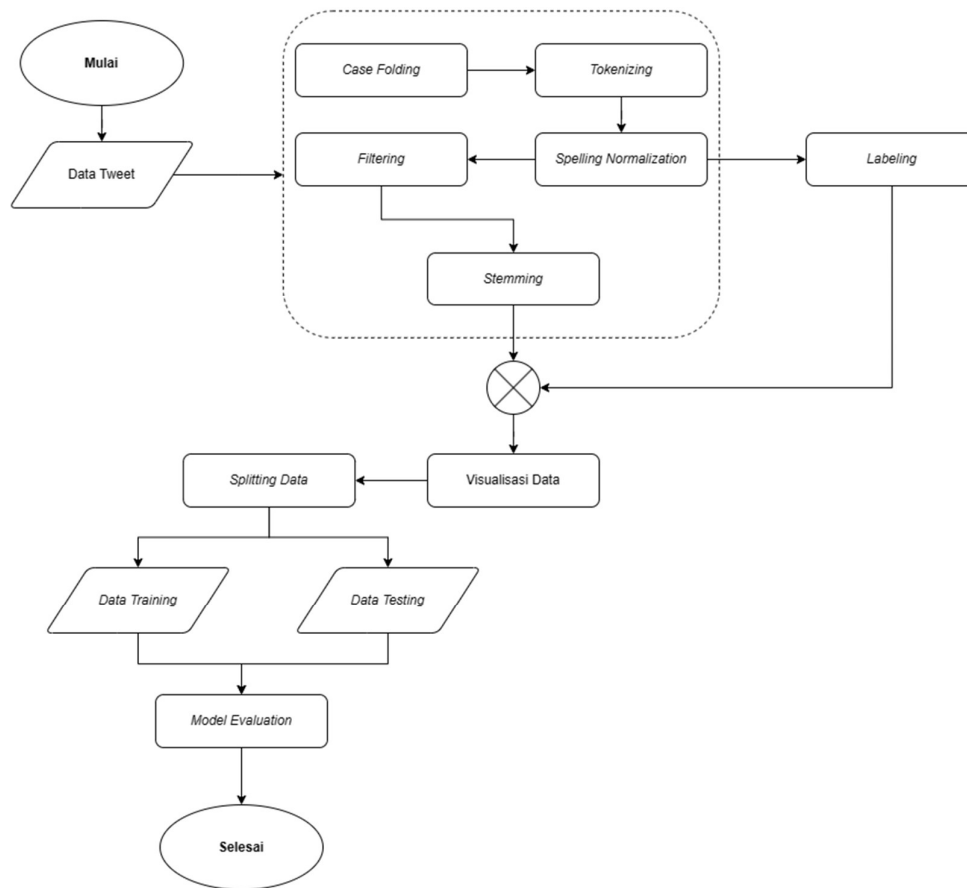 Mulai
Data Tweet
Case Folding
Tokenizing
Filtering
Spelling Normalization
Labeling
Stemming
Visualisasi Data
Splitting Data
Data Training
Data Testing
Model Evaluation
Selesai